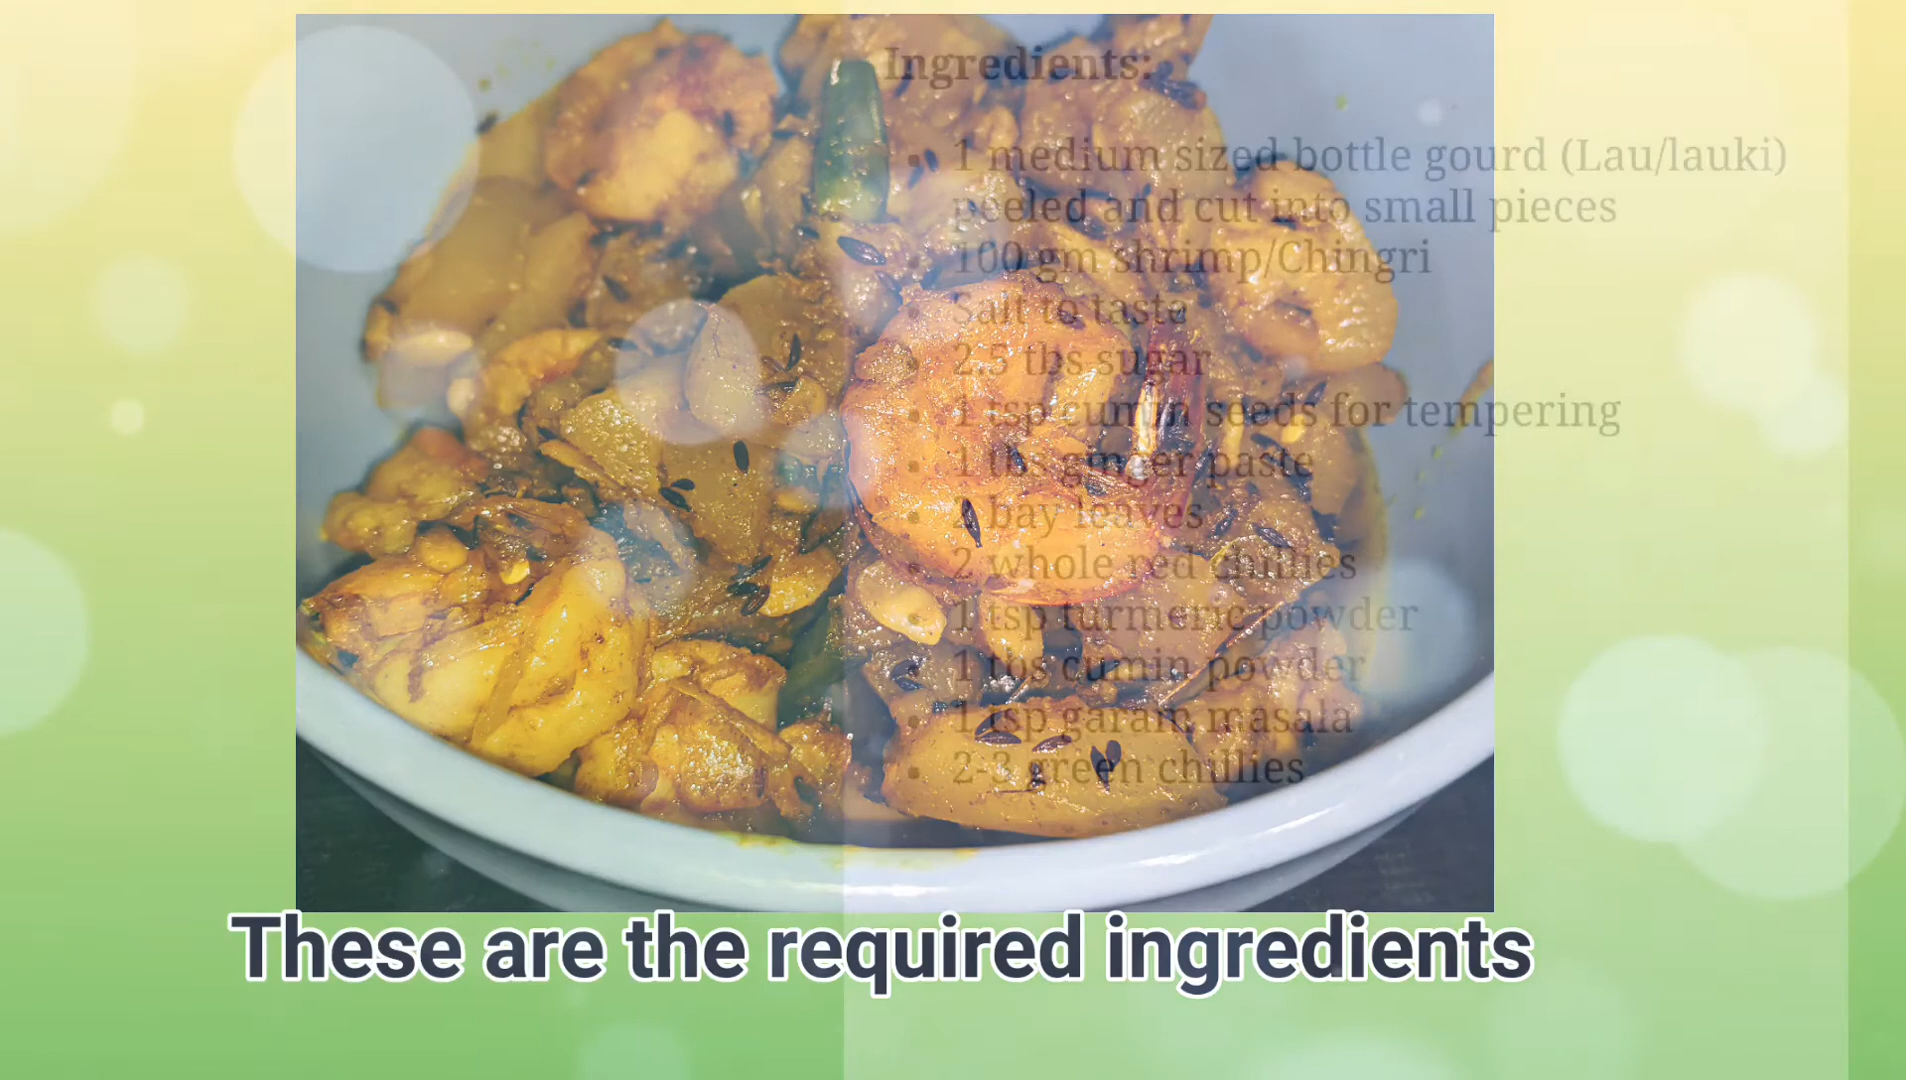 Ingredients:
• 1 medium sized bottle gourd (Lau/lauki)
peeled and cut into small pieces
• 100 gm shrimp/Chingri
• Salt to taste
• 2.5 tbs sugar
• 1 tsp cumin seeds for tempering
• 1 tbs ginger paste
• 2 bay leaves
• 2 whole red chillies
• 1 tsp turmeric powder
• 1 tbs cumin powder
• 1 tsp garam masala
• 2-3 green chillies
These are the required ingredients